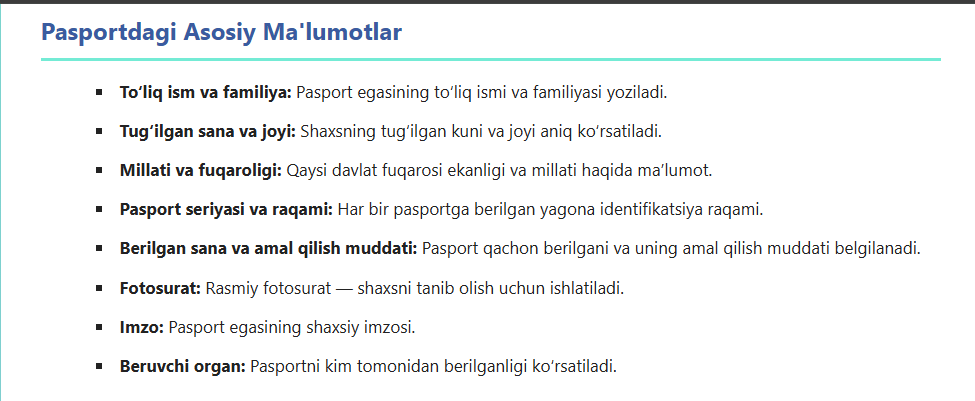 Pasportdagi Asosiy Ma'lumotlar
▪ To‘liq ism va familiya: Pasport egasining to‘liq ismi va familiyasi yoziladi.
▪ Tug‘ilgan sana va joyi: Shaxsning tug‘ilgan kuni va joyi aniq ko‘rsatiladi.
▪ Millati va fuqaroligi: Qaysi davlat fuqarosi ekanligi va millati haqida ma’lumot.
▪ Pasport seriyasi va raqami: Har bir pasportga berilgan yagona identifikatsiya raqami.
▪ Berilgan sana va amal qilish muddati: Pasport qachon berilgani va uning amal qilish muddati belgilanadi.
▪ Fotosurat: Rasmiy fotosurat — shaxsni tanib olish uchun ishlatiladi.
▪ Imzo: Pasport egasining shaxsiy imzosi.
▪ Beruvchi organ: Pasportni kim tomonidan berilganligi ko‘rsatiladi.